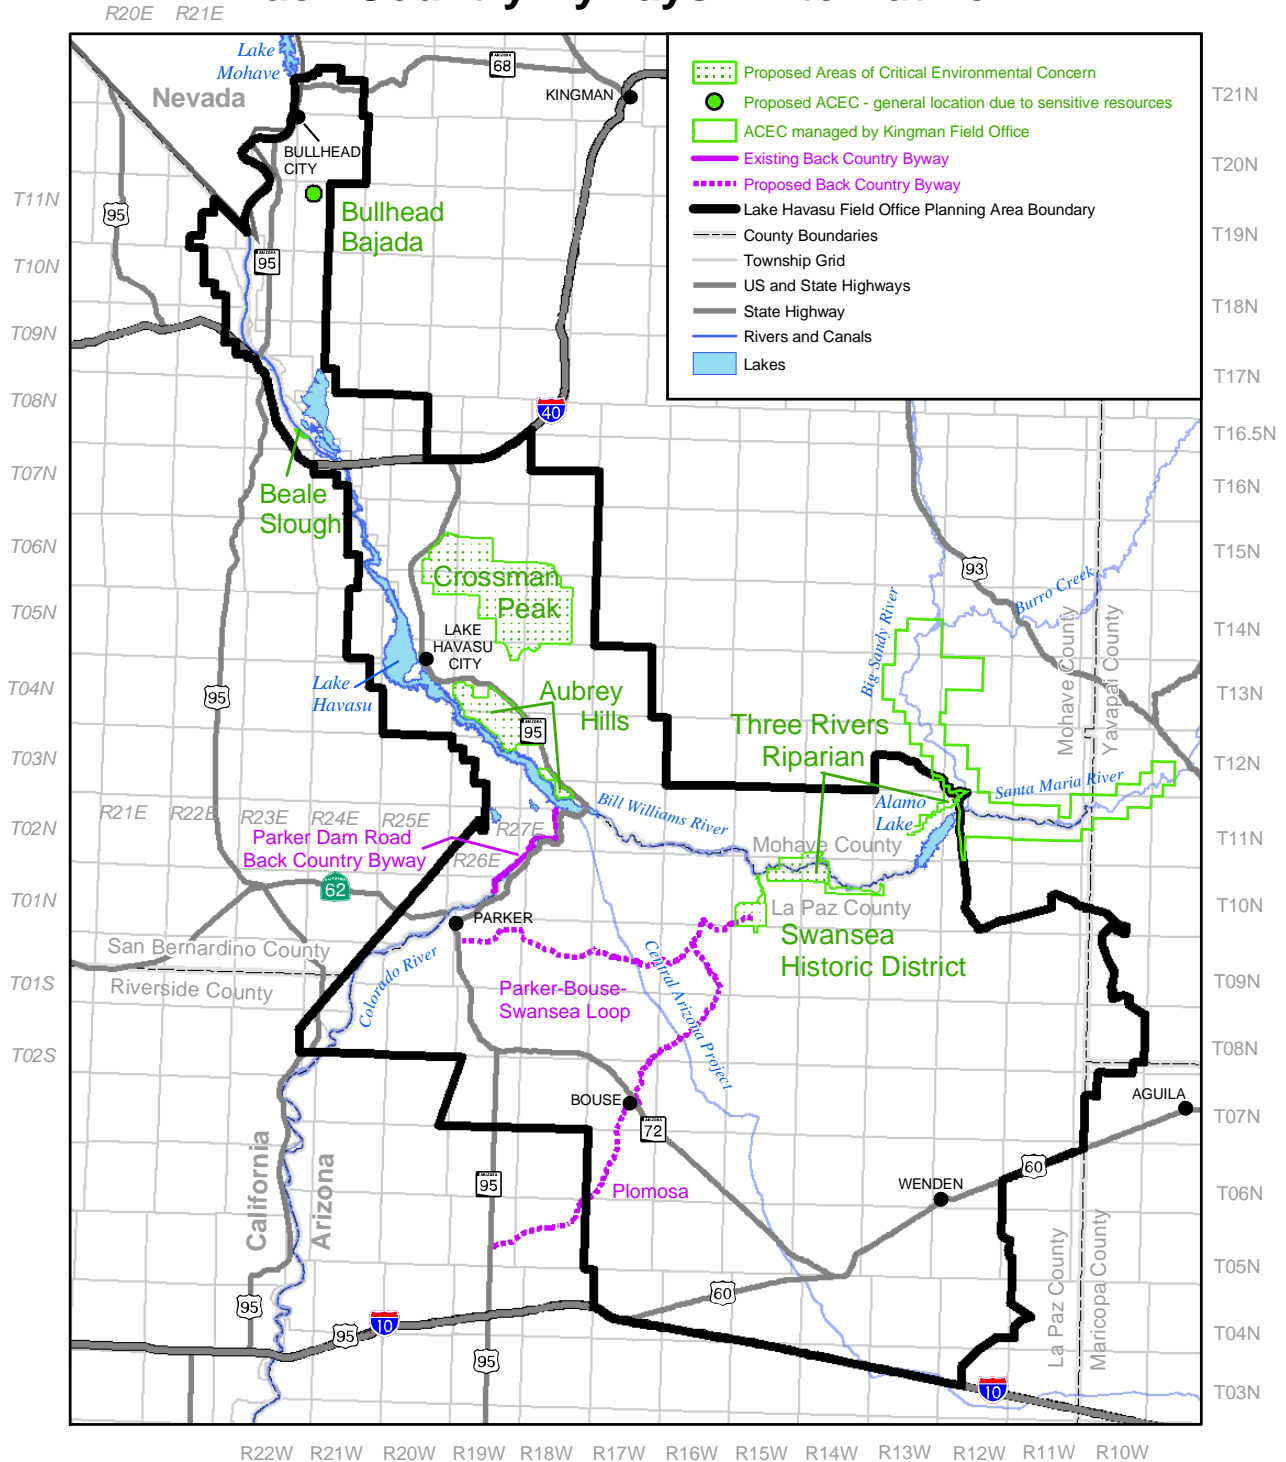 R20E R21E
Lake
Mohave
Nevada
ARIZONA
68
KINGMAN
BULLHEAD
CITY
95
Bullhead
Bajada
ARIZONA
95
40
Proposed Areas of Critical Environmental Concern
Proposed ACEC - general location due to sensitive resources
ACEC managed by Kingman Field Office
Existing Back Country Byway
Proposed Back Country Byway
Lake Havasu Field Office Planning Area Boundary
County Boundaries
Township Grid
US and State Highways
State Highway
Rivers and Canals
Lakes
T11N
T10N
T09N
T08N
T07N
T06N
T05N
T04N
T03N
T02N
T01N
T01S
T02S
T21N
T20N
T19N
T18N
T17N
T16.5N
T16N
T15N
T14N
T13N
T12N
T11N
T10N
T09N
T08N
T07N
T06N
T05N
T04N
T03N
Beale
Slough
Crossman
Peak
93
Burro Creek
Big Sandy River
Mohave County
Yavapai County
LAKE
HAVASU
CITY
Lake
Havasu
95
Aubrey
Hills
ARIZONA
95
Three Rivers
Riparian
Santa Maria River
Alamo
Lake
Bill Williams River
R21E R22E R23E R24E R25E
R27E
R26E
Parker Dam Road
Back Country Byway
Mohave County
62
La Paz County
PARKER
San Bernardino County
Riverside County
Colorado River
Swansea
Historic District
Central Arizona Project
Parker-Bouse-
Swansea Loop
BOUSE
ARIZONA
72
AGUILA
60
WENDEN
California
Arizona
ARIZONA
95
Plomosa
La Paz County
Maricopa County
95
10
95
60
95
10
R22W R21W R20W R19W R18W R17W R16W R15W R14W R13W R12W R11W R10W